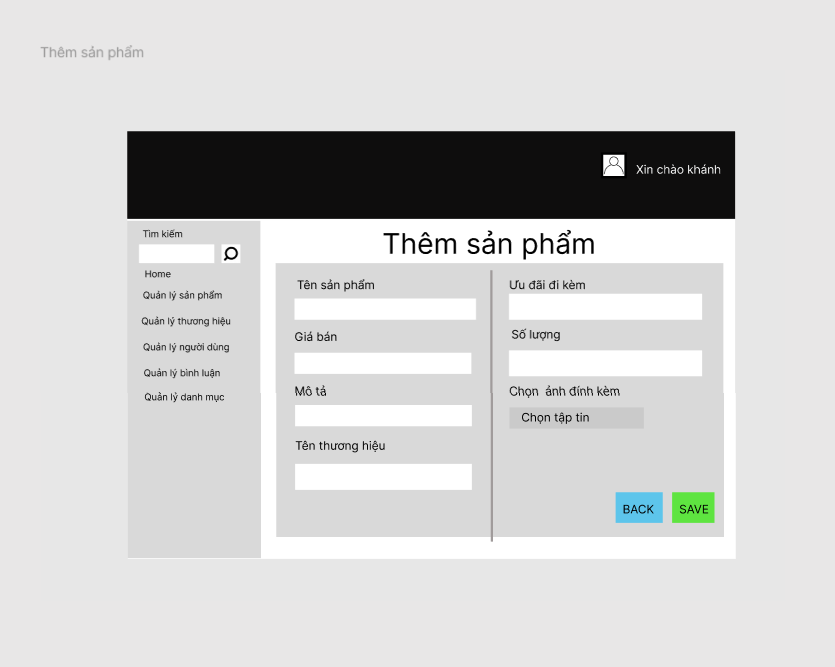 Thêm sản phẩm
Xin chào khánh
Tìm kiếm
Home
Quản lý sản phẩm
Quản lý thương hiệu
Quản lý người dùng
Quản lý bình luận
Quản lỷ danh mục
Thêm sản phẩm
Tên sản phẩm
Giá bán
Mô tả
Tên thương hiệu
Ưu đãi đi kèm
Số lượng
Chọn ảnh đính kèm
Chọn tập tin
BACK
SAVE